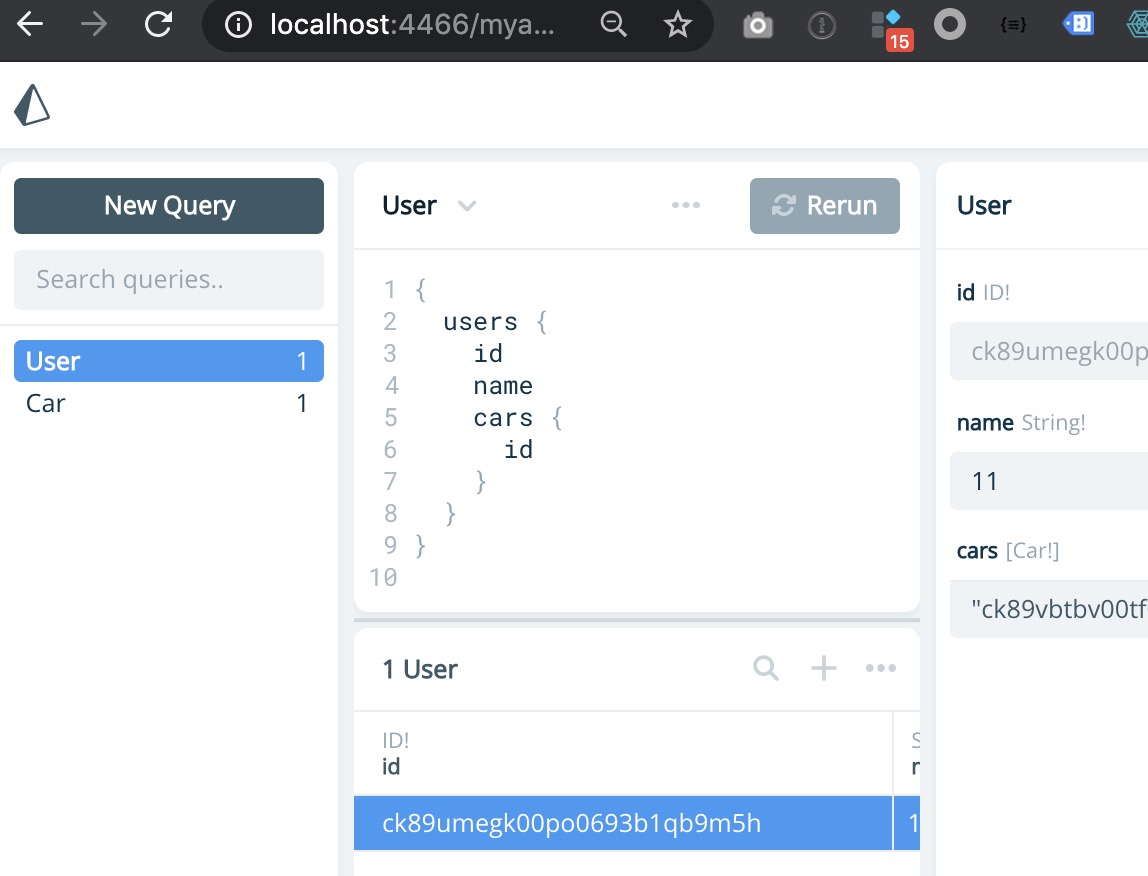 localhost:4466/mya...
15
New Query
Search queries..
User 1
Car 1
User
Rerun
1 {
2 users {
3 id
4 name
5 cars {
6 id
7 }
8 }
9 }
10
1 User
ID!
id
ck89umegk00po0693b1qb9m5h
1
User
id ID!
ck89umegk00p
name String!
11
cars [Car!]
"ck89vbtbv00tf